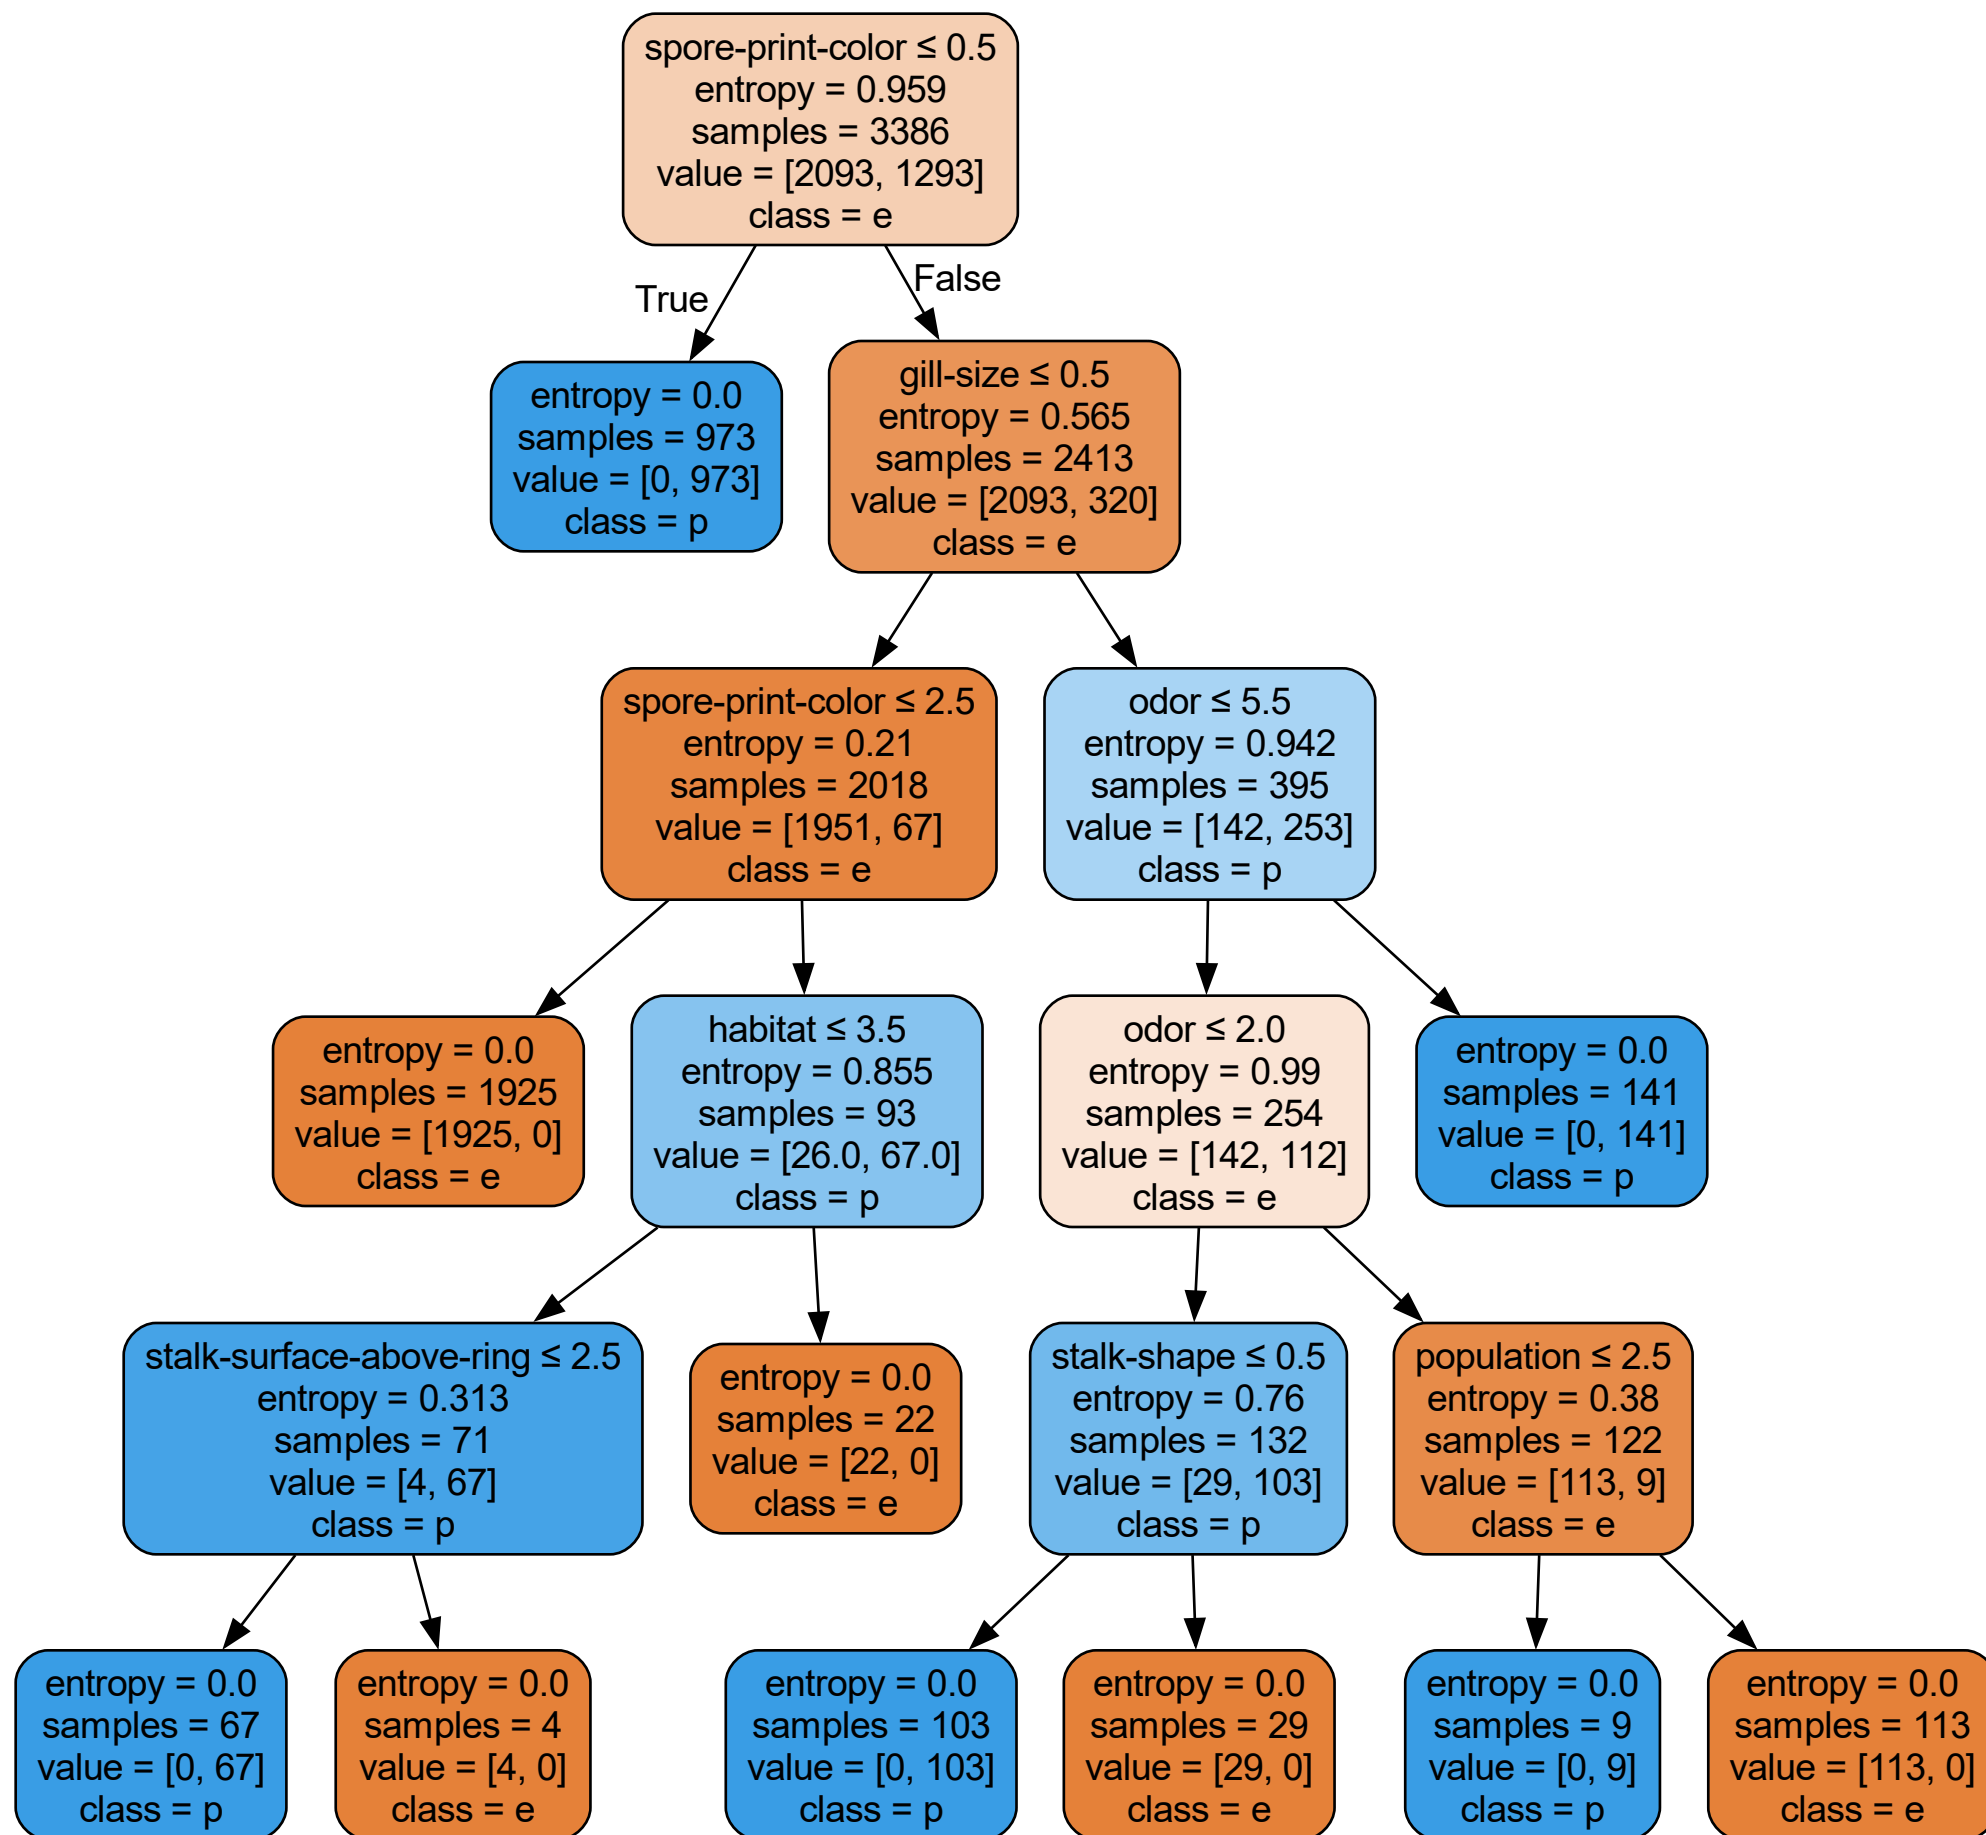 spore-print-color ≤ 0.5
entropy = 0.959
samples = 3386
value = [2093, 1293]
class = e
True
False
entropy = 0.0
samples = 973
value = [0, 973]
class = p
gill-size ≤ 0.5
entropy = 0.565
samples = 2413
value = [2093, 320]
class = e
spore-print-color ≤ 2.5
entropy = 0.21
samples = 2018
value = [1951, 67]
class = e
odor ≤ 5.5
entropy = 0.942
samples = 395
value = [142, 253]
class = p
entropy = 0.0
samples = 1925
value = [1925, 0]
class = e
habitat ≤ 3.5
entropy = 0.855
samples = 93
value = [26.0, 67.0]
class = p
odor ≤ 2.0
entropy = 0.99
samples = 254
value = [142, 112]
class = e
entropy = 0.0
samples = 141
value = [0, 141]
class = p
stalk-surface-above-ring ≤ 2.5
entropy = 0.313
samples = 71
value = [4, 67]
class = p
entropy = 0.0
samples = 22
value = [22, 0]
class = e
stalk-shape ≤ 0.5
entropy = 0.76
samples = 132
value = [29, 103]
class = p
population ≤ 2.5
entropy = 0.38
samples = 122
value = [113, 9]
class = e
entropy = 0.0
samples = 67
value = [0, 67]
class = p
entropy = 0.0
samples = 4
value = [4, 0]
class = e
entropy = 0.0
samples = 103
value = [0, 103]
class = p
entropy = 0.0
samples = 29
value = [29, 0]
class = e
entropy = 0.0
samples = 9
value = [0, 9]
class = p
entropy = 0.0
samples = 113
value = [113, 0]
class = e